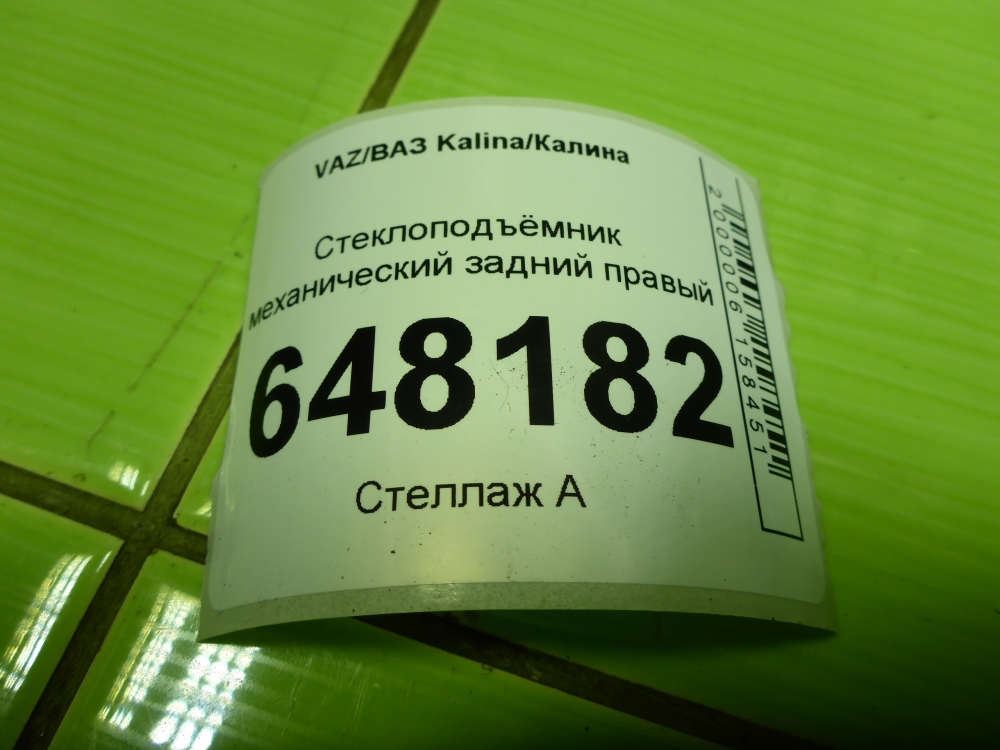 VAZ/ВАЗ Kalina/Калина
Стеклоподъёмник
механический задний правый
648182
Стеллаж А
2000006158451